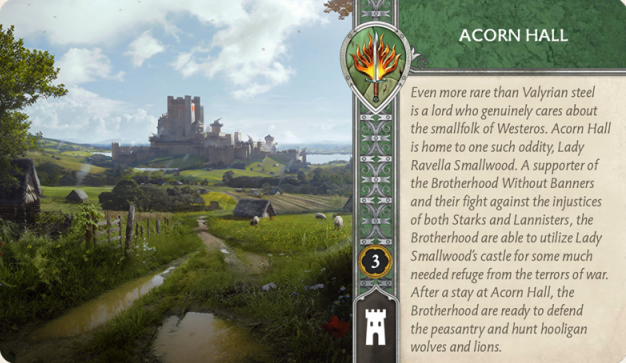 ACORN HALL
Even more rare than Valyrian steel
is a lord who genuinely cares about
the smallfolk of Westeros. Acorn Hall
is home to one such oddity, Lady
Ravella Smallwood. A supporter of
the Brotherhood Without Banners
and their fight against the injustices
of both Starks and Lannisters, the
Brotherhood are able to utilize Lady
Smallwood's castle for some much
needed refuge from the terrors of war.
After a stay at Acorn Hall, the
Brotherhood are ready to defend
the peasantry and hunt hooligan
wolves and lions.
3